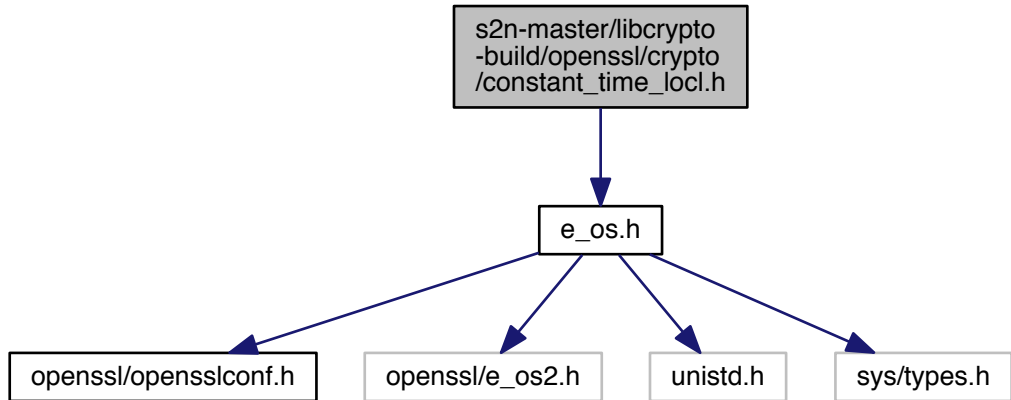 s2n-master/libcrypto
-build/openssl/crypto
/constant_time_locl.h
e_os.h
openssl/opensslconf.h
openssl/e_os2.h
unistd.h
sys/types.h